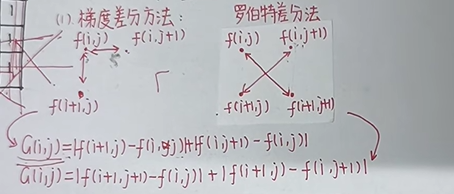 (1).梯度差分方法:
罗伯特差分法
f(i,j) f(i,j+1)
f(i,j) f(i,j+1)
f(i+1,j)
f(i+1,j) f(i+1,j+1)
G(i,j)=|f(i+1,j)-f(i,j)|+|f(i,j+1)-f(i,j)|
G(i,j)=|f(i+1,j+1)-f(i,j)|+|f(i+1,j)-f(i,j+1)|